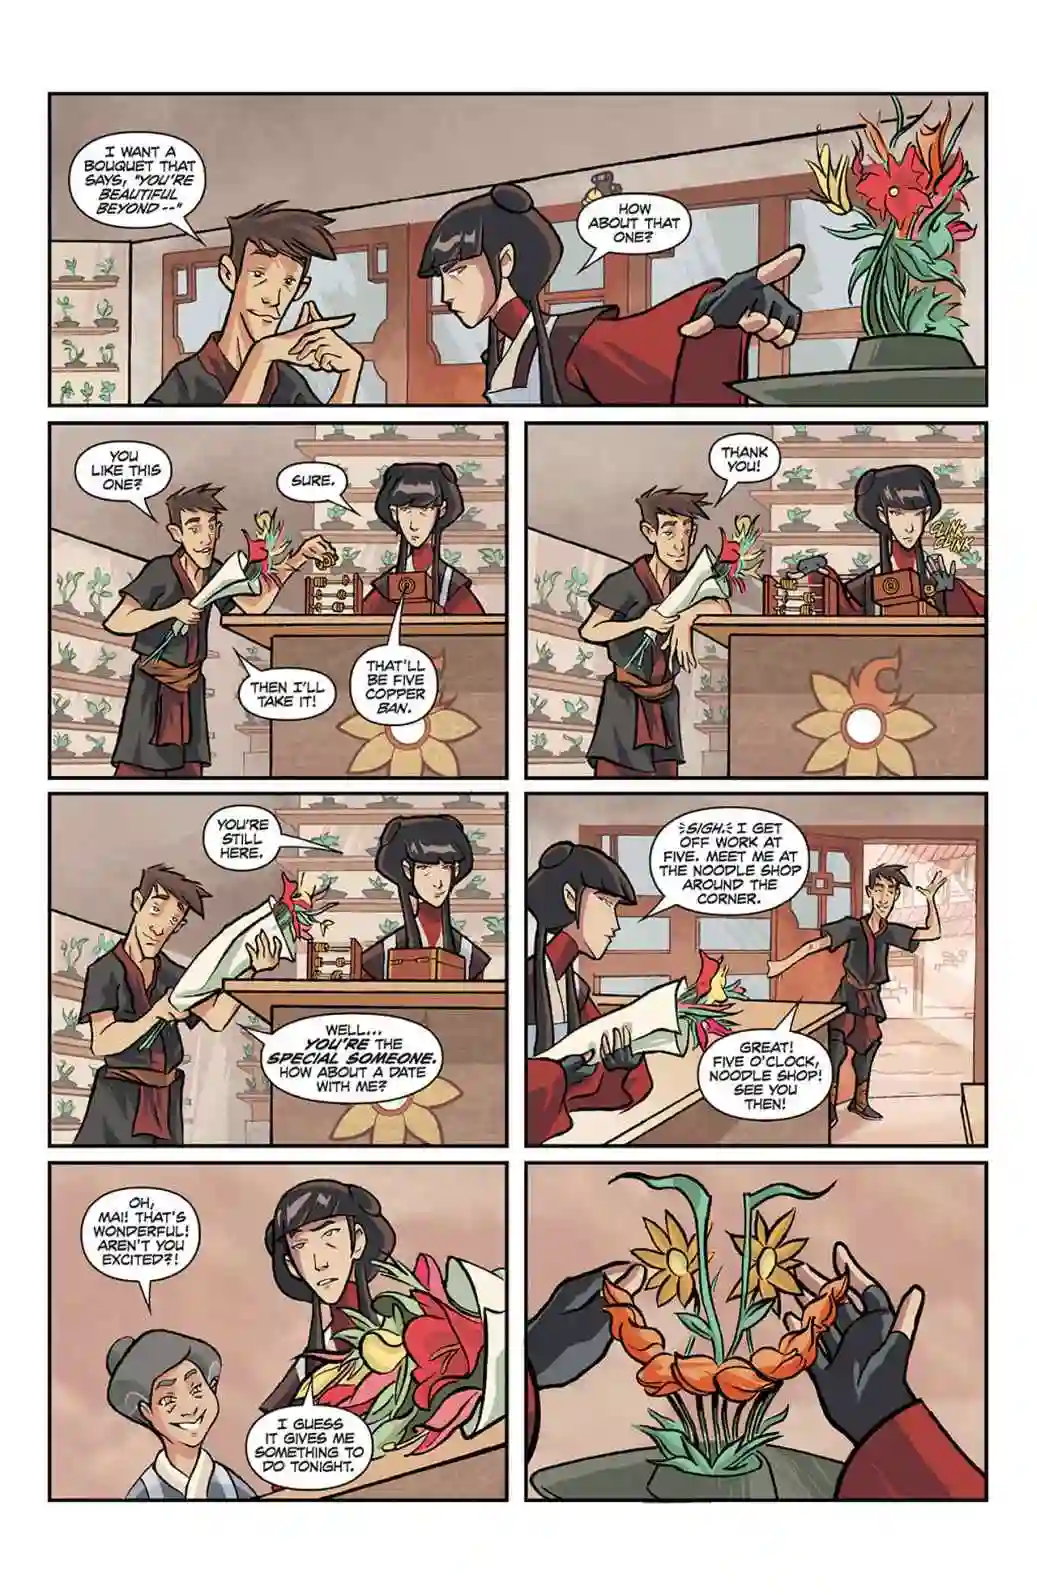 I WANT A
BOUQUET THAT
SAYS, "YOU'RE
BEAUTIFUL
BEYOND --"
HOW
ABOUT THAT
ONE?
YOU
LIKE THIS
ONE?
SURE.
THEN I'LL
TAKE IT!
THAT'LL
BE FIVE
COPPER
BAN.
THANK
YOU!
CLINK
CLINK
YOU'RE
STILL
HERE.
WELL...
YOU'RE THE
SPECIAL SOMEONE.
HOW ABOUT A DATE
WITH ME?
SIGH. I GET
OFF WORK AT
FIVE. MEET ME AT
THE NOODLE SHOP
AROUND THE
CORNER.
GREAT!
FIVE O'CLOCK,
NOODLE SHOP!
SEE YOU
THEN!
OH,
MAI! THAT'S
WONDERFUL!
AREN'T YOU
EXCITED?!
I GUESS
IT GIVES ME
SOMETHING TO
DO TONIGHT.